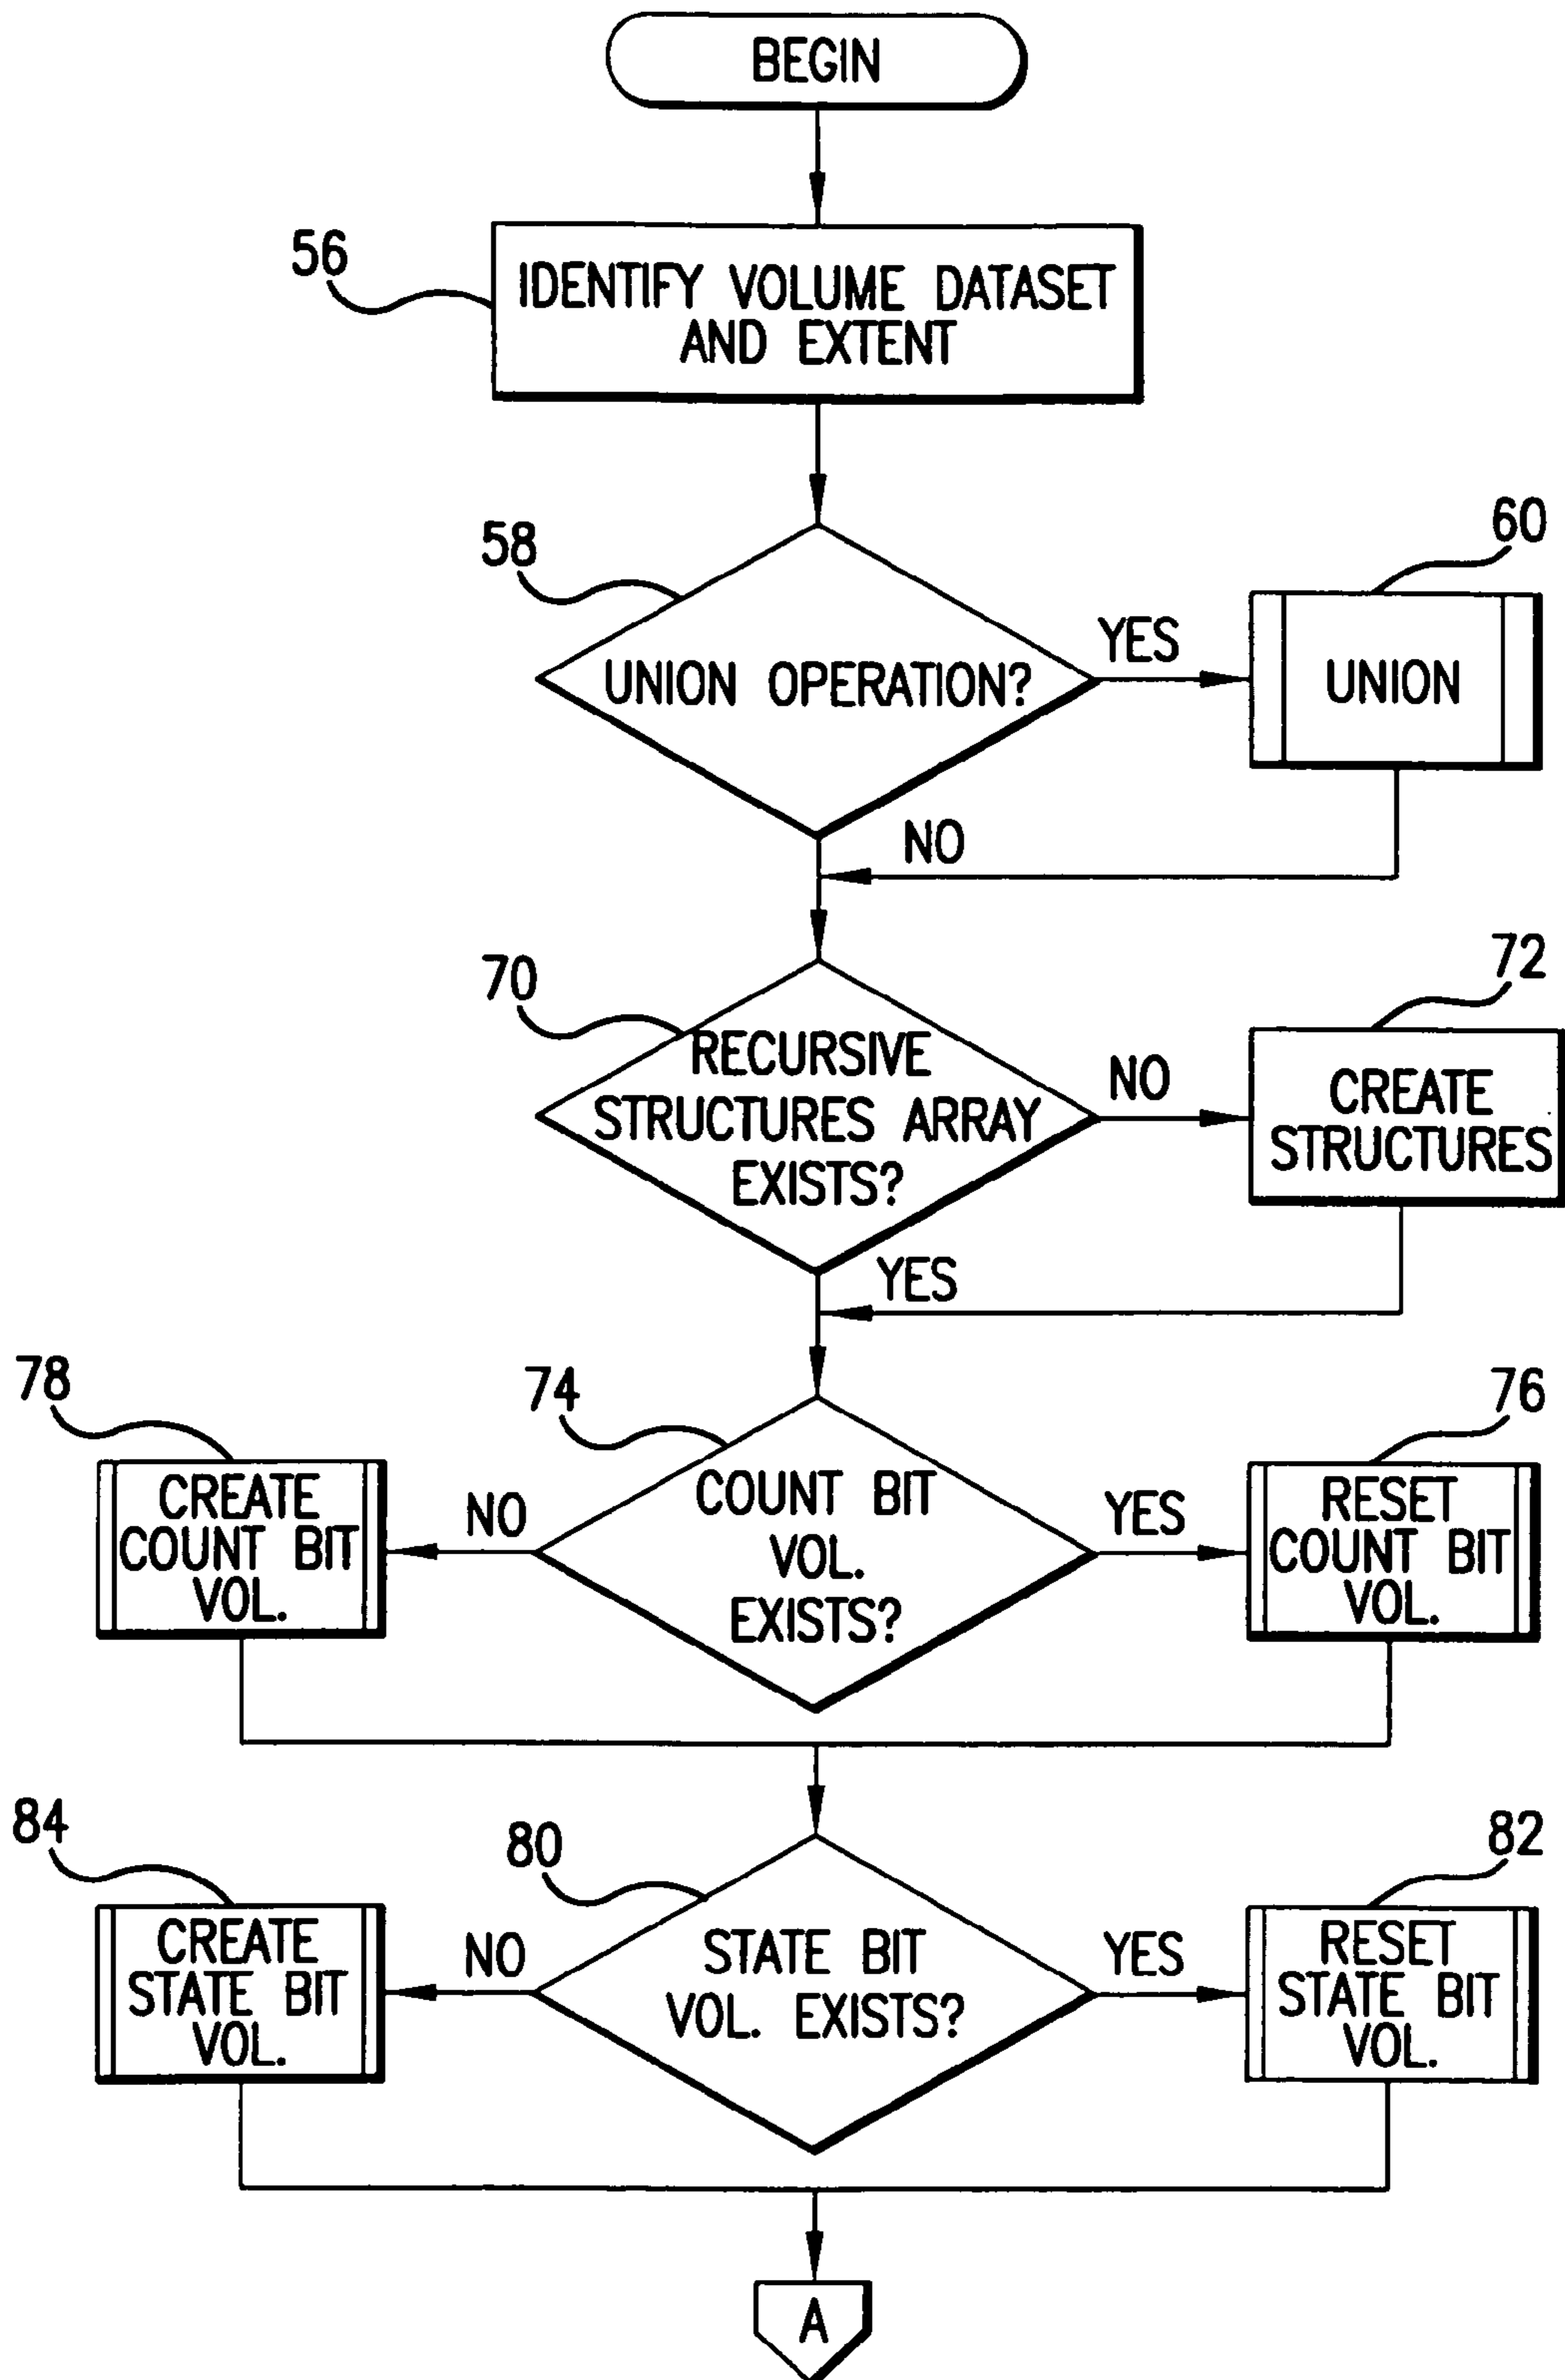 BEGIN
56
IDENTIFY VOLUME DATASET
AND EXTENT
58
UNION OPERATION?
YES
60
UNION
NO
70
RECURSIVE
STRUCTURES ARRAY
EXISTS?
NO
72
CREATE
STRUCTURES
YES
78
CREATE
COUNT BIT
VOL.
NO
74
COUNT BIT
VOL.
EXISTS?
YES
76
RESET
COUNT BIT
VOL.
84
CREATE
STATE BIT
VOL.
NO
80
STATE BIT
VOL. EXISTS?
YES
82
RESET
STATE BIT
VOL.
A